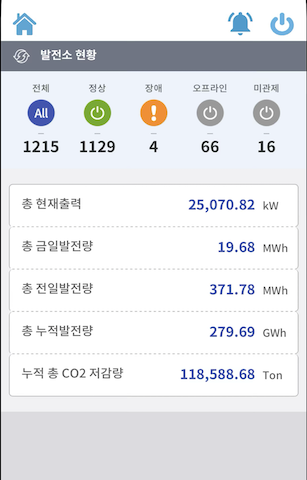 발전소 현황
전체 정상 장애 오프라인 미관제
All
1215 1129 4 66 16
총 현재출력 25,070.82 kW
총 금일발전량 19.68 MWh
총 전일발전량 371.78 MWh
총 누적발전량 279.69 GWh
누적 총 CO2 저감량 118,588.68 Ton